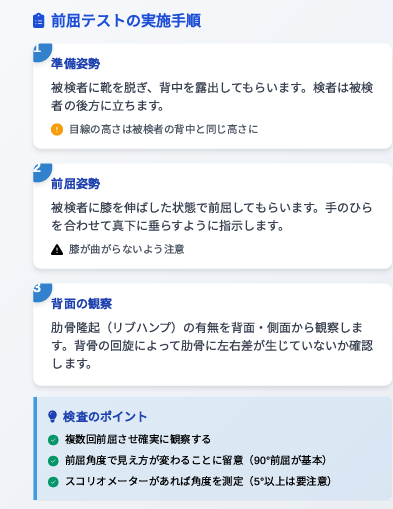 前屈テストの実施手順
1
準備姿勢
被検者に靴を脱ぎ、背中を露出してもらいます。検者は被検
者の後方に立ちます。
目線の高さは被検者の背中と同じ高さに
2
前屈姿勢
被検者に膝を伸ばした状態で前屈してもらいます。手のひら
を合わせて真下に垂らすように指示します。
膝が曲がらないよう注意
3
背面の観察
肋骨隆起（リブハンプ）の有無を背面・側面から観察しま
す。背骨の回旋によって肋骨に左右差が生じていないか確認
します。
検査のポイント
複数回前屈させ確実に観察する
前屈角度で見え方が変わることに留意（90°前屈が基本）
スコリオメーターがあれば角度を測定（5°以上は要注意）